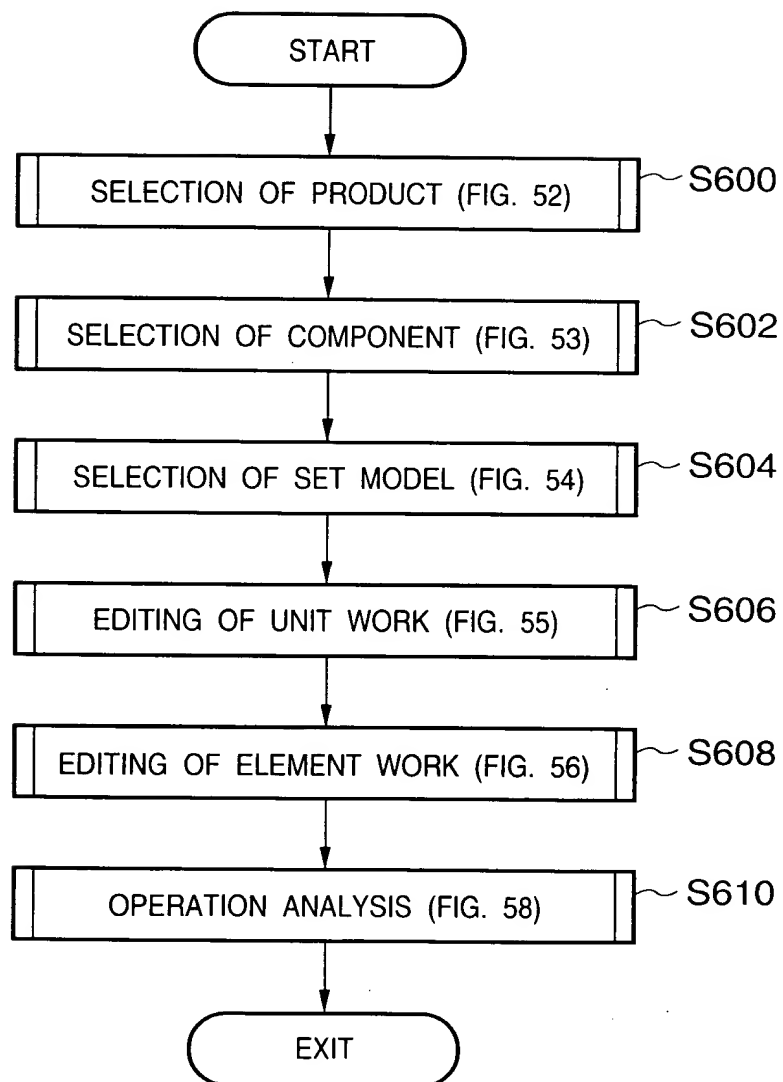 START
SELECTION OF PRODUCT (FIG. 52)
S600
SELECTION OF COMPONENT (FIG. 53)
S602
SELECTION OF SET MODEL (FIG. 54)
S604
EDITING OF UNIT WORK (FIG. 55)
S606
EDITING OF ELEMENT WORK (FIG. 56)
S608
OPERATION ANALYSIS (FIG. 58)
S610
EXIT